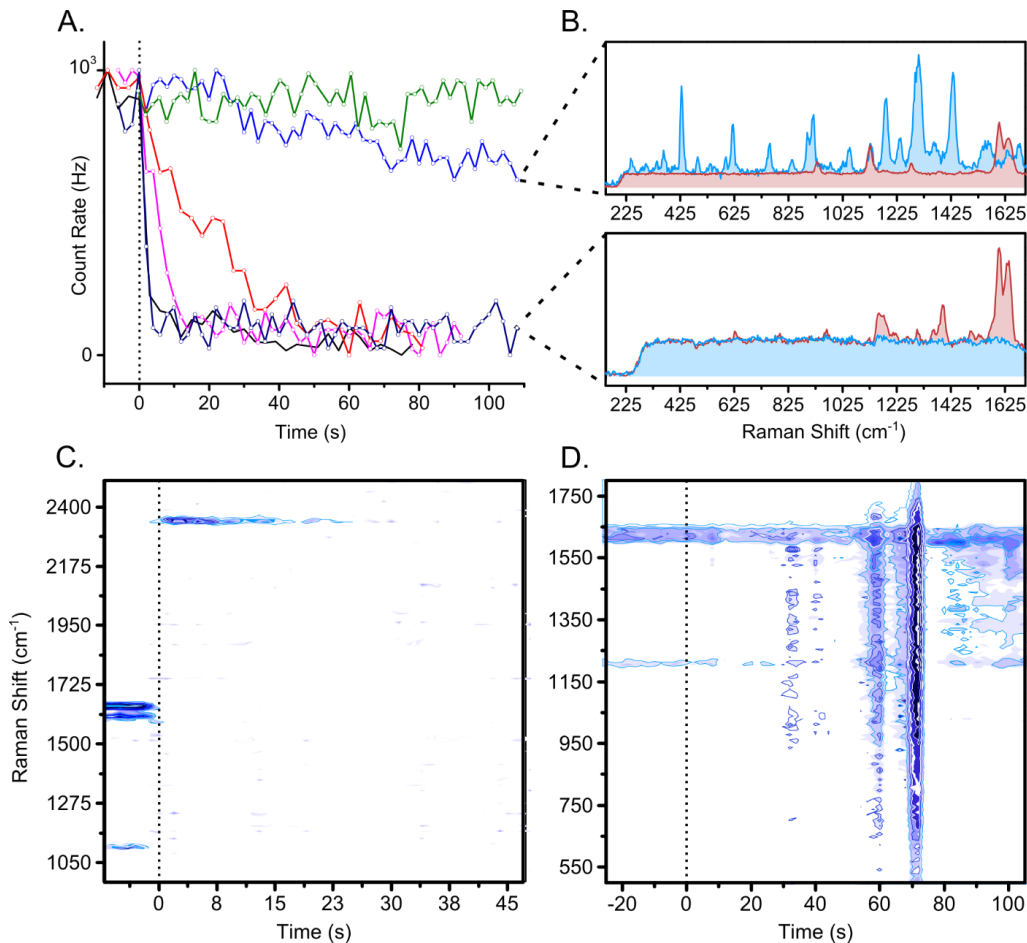 A.
B.
10³
0
Count Rate (Hz)
0 20 40 60 80 100
Time (s)
225 425 625 825 1025 1225 1425 1625
225 425 625 825 1025 1225 1425 1625
Raman Shift (cm⁻¹)
C.
D.
2400
2175
1950
1725
1500
1275
1050
Raman Shift (cm⁻¹)
0 8 15 23 30 38 45
Time (s)
1750
1550
1350
1150
950
750
550
-20 0 20 40 60 80 100
Time (s)